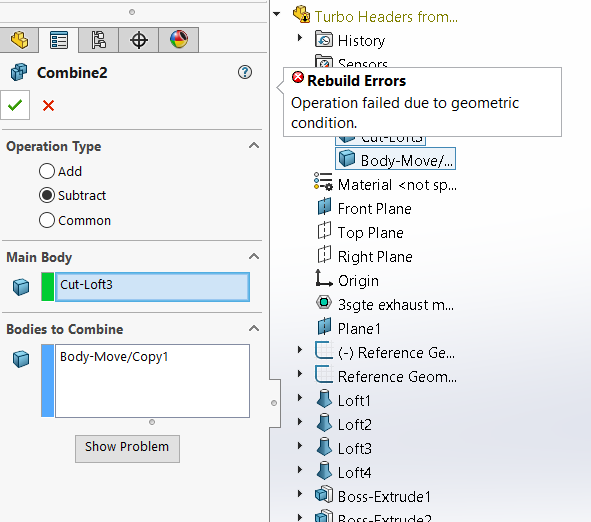 Combine2
Operation Type
Add
Subtract
Common
Main Body
Cut-Loft3
Bodies to Combine
Body-Move/Copy1
Show Problem
Turbo Headers from...
History
Sensors
Rebuild Errors
Operation failed due to geometric
condition.
Cut-Loft3
Body-Move/...
Material <not sp...
Front Plane
Top Plane
Right Plane
Origin
3sgte exhaust m...
Plane1
(-) Reference Ge...
Reference Geom...
Loft1
Loft2
Loft3
Loft4
Boss-Extrude1
Boss-Extrude2